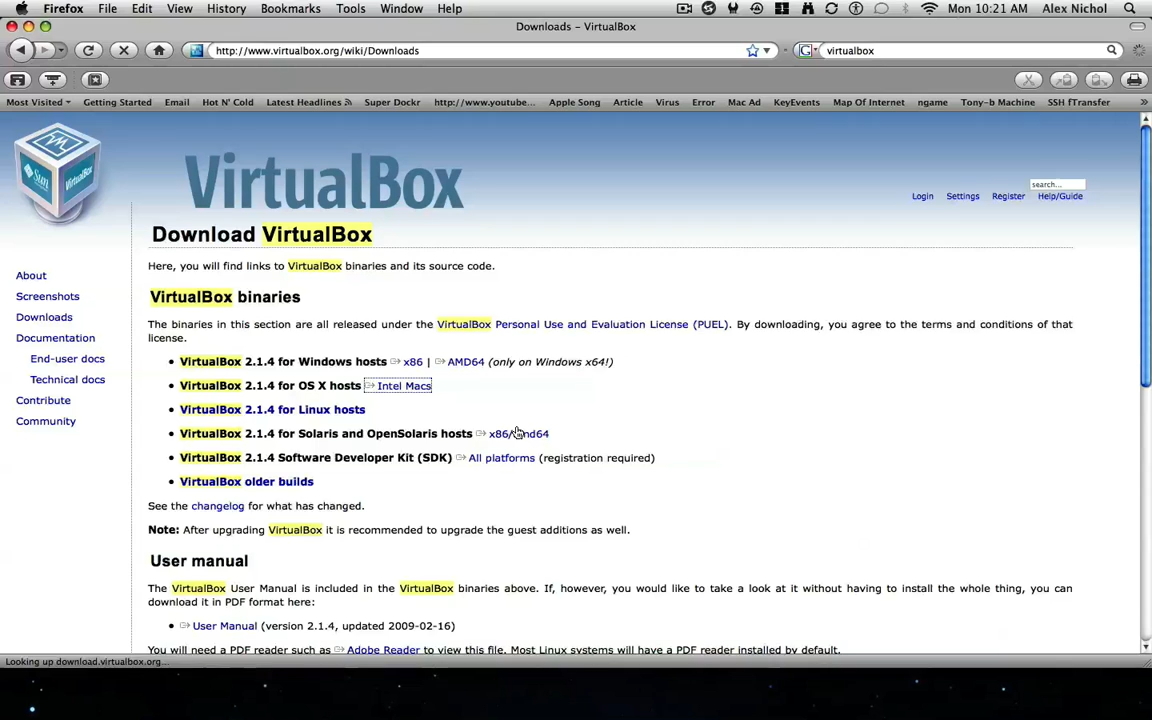 Firefox File Edit View History Bookmarks Tools Window Help Mon 10:21 AM Alex Nichol
Downloads – VirtualBox
http://www.virtualbox.org/wiki/Downloads virtualbox
Most Visited Getting Started Email Hot N' Cold Latest Headlines Super Dockr http://www.youtube... Apple Song Article Virus Error Mac Ad KeyEvents Map Of Internet ngame Tony-b Machine SSH fTransfer
Sun VirtualBox
VirtualBox
search...
Login Settings Register Help/Guide
Download VirtualBox
Here, you will find links to VirtualBox binaries and its source code.
About
Screenshots
Downloads
Documentation
End-user docs
Technical docs
Contribute
Community
VirtualBox binaries
The binaries in this section are all released under the VirtualBox Personal Use and Evaluation License (PUEL). By downloading, you agree to the terms and conditions of that
license.
VirtualBox 2.1.4 for Windows hosts x86 | AMD64 (only on Windows x64!)
VirtualBox 2.1.4 for OS X hosts Intel Macs
VirtualBox 2.1.4 for Linux hosts
VirtualBox 2.1.4 for Solaris and OpenSolaris hosts x86/amd64
VirtualBox 2.1.4 Software Developer Kit (SDK) All platforms (registration required)
VirtualBox older builds
See the changelog for what has changed.
Note: After upgrading VirtualBox it is recommended to upgrade the guest additions as well.
User manual
The VirtualBox User Manual is included in the VirtualBox binaries above. If, however, you would like to take a look at it without having to install the whole thing, you can
download it in PDF format here:
User Manual (version 2.1.4, updated 2009-02-16)
You will need a PDF reader such as Adobe Reader to view this file. Most Linux systems will have a PDF reader installed by default.
Looking up download.virtualbox.org...